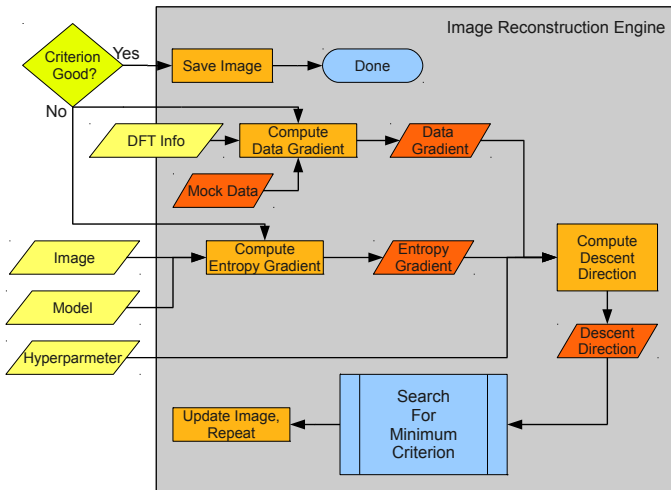 Image Reconstruction Engine
Criterion
Good?
Yes
No
Save Image
Done
DFT Info
Compute
Data Gradient
Data
Gradient
Mock Data
Image
Compute
Entropy Gradient
Entropy
Gradient
Compute
Descent
Direction
Model
Hyperparmeter
Descent
Direction
Search
For
Minimum
Criterion
Update Image,
Repeat